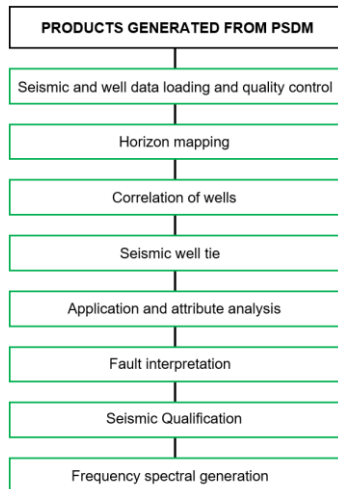 PRODUCTS GENERATED FROM PSDM
Seismic and well data loading and quality control
Horizon mapping
Correlation of wells
Seismic well tie
Application and attribute analysis
Fault interpretation
Seismic Qualification
Frequency spectral generation